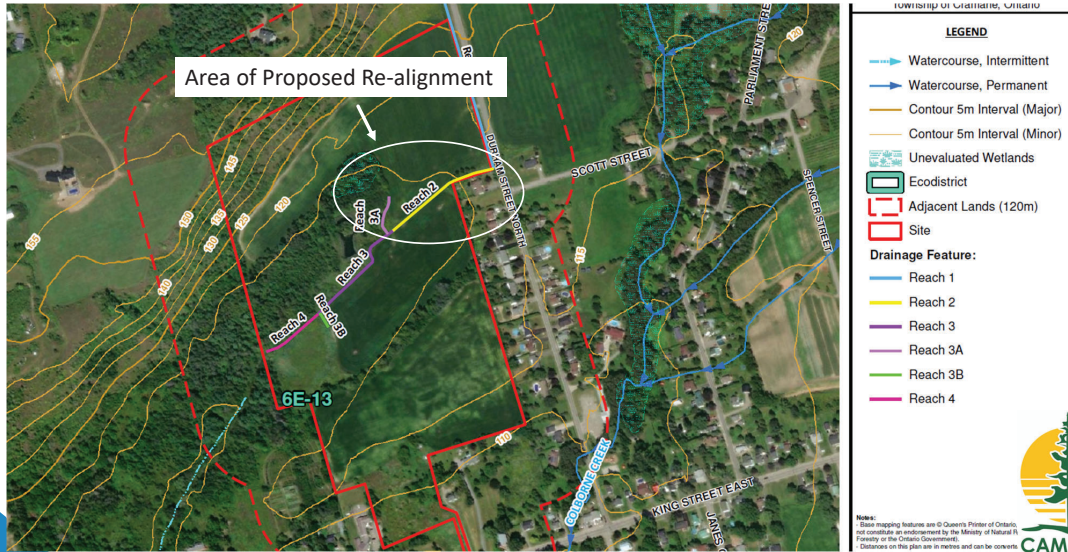 Township of Cramahe, Ontario
LEGEND
Watercourse, Intermittent
Watercourse, Permanent
Contour 5m Interval (Major)
Contour 5m Interval (Minor)
Unevaluated Wetlands
Ecodistrict
Adjacent Lands (120m)
Site
Drainage Feature:
Reach 1
Reach 2
Reach 3
Reach 3A
Reach 3B
Reach 4
Notes:
- Base mapping features are © Queen's Printer of Ontario,
not constitute an endorsement by the Ministry of Natural
Forestry or the Ontario Government).
- Distances on this plan are in metres and can be
CAM
Area of Proposed Re-alignment
PARLIAMENT
120
SCOTT STREET
DURHAM STREET NORTH
SPENCER STREET
Reach 2
Reach
3A
Reach 3
Reach 3B
Reach 4
115
150
135
130
125
120
155
140
115
6E-13
110
COLBORNE CREEK
KING STREET EAST
JANES